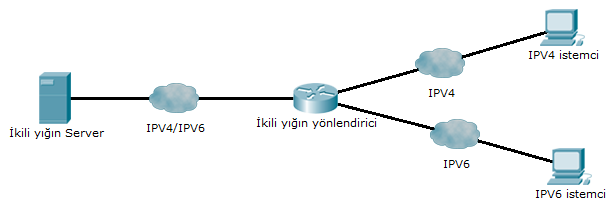 İkili yığın Server
IPV4/IPV6
İkili yığın yönlendirici
IPV4
IPV4 istemci
IPV6
IPV6 istemci